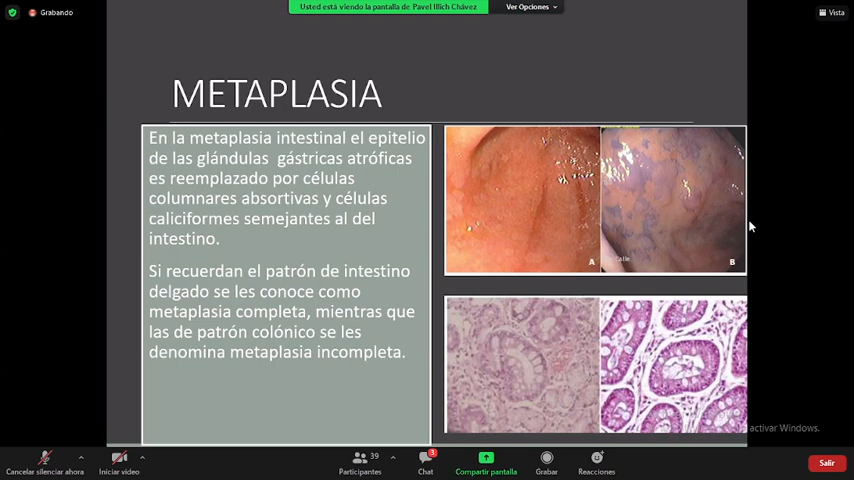 Grabando
Usted está viendo la pantalla de Pavel Illich Chávez
Ver Opciones
Vista
METAPLASIA
En la metaplasia intestinal el epitelio
de las glándulas gástricas atróficas
es reemplazado por células
columnares absortivas y células
caliciformes semejantes al del
intestino.
Si recuerdan el patrón de intestino
delgado se les conoce como
metaplasia completa, mientras que
las de patrón colónico se les
denomina metaplasia incompleta.
A
B
activar Windows.
39
3
Cancelar silenciar ahora
Iniciar video
Participantes
Chat
Compartir pantalla
Grabar
Reacciones
Salir